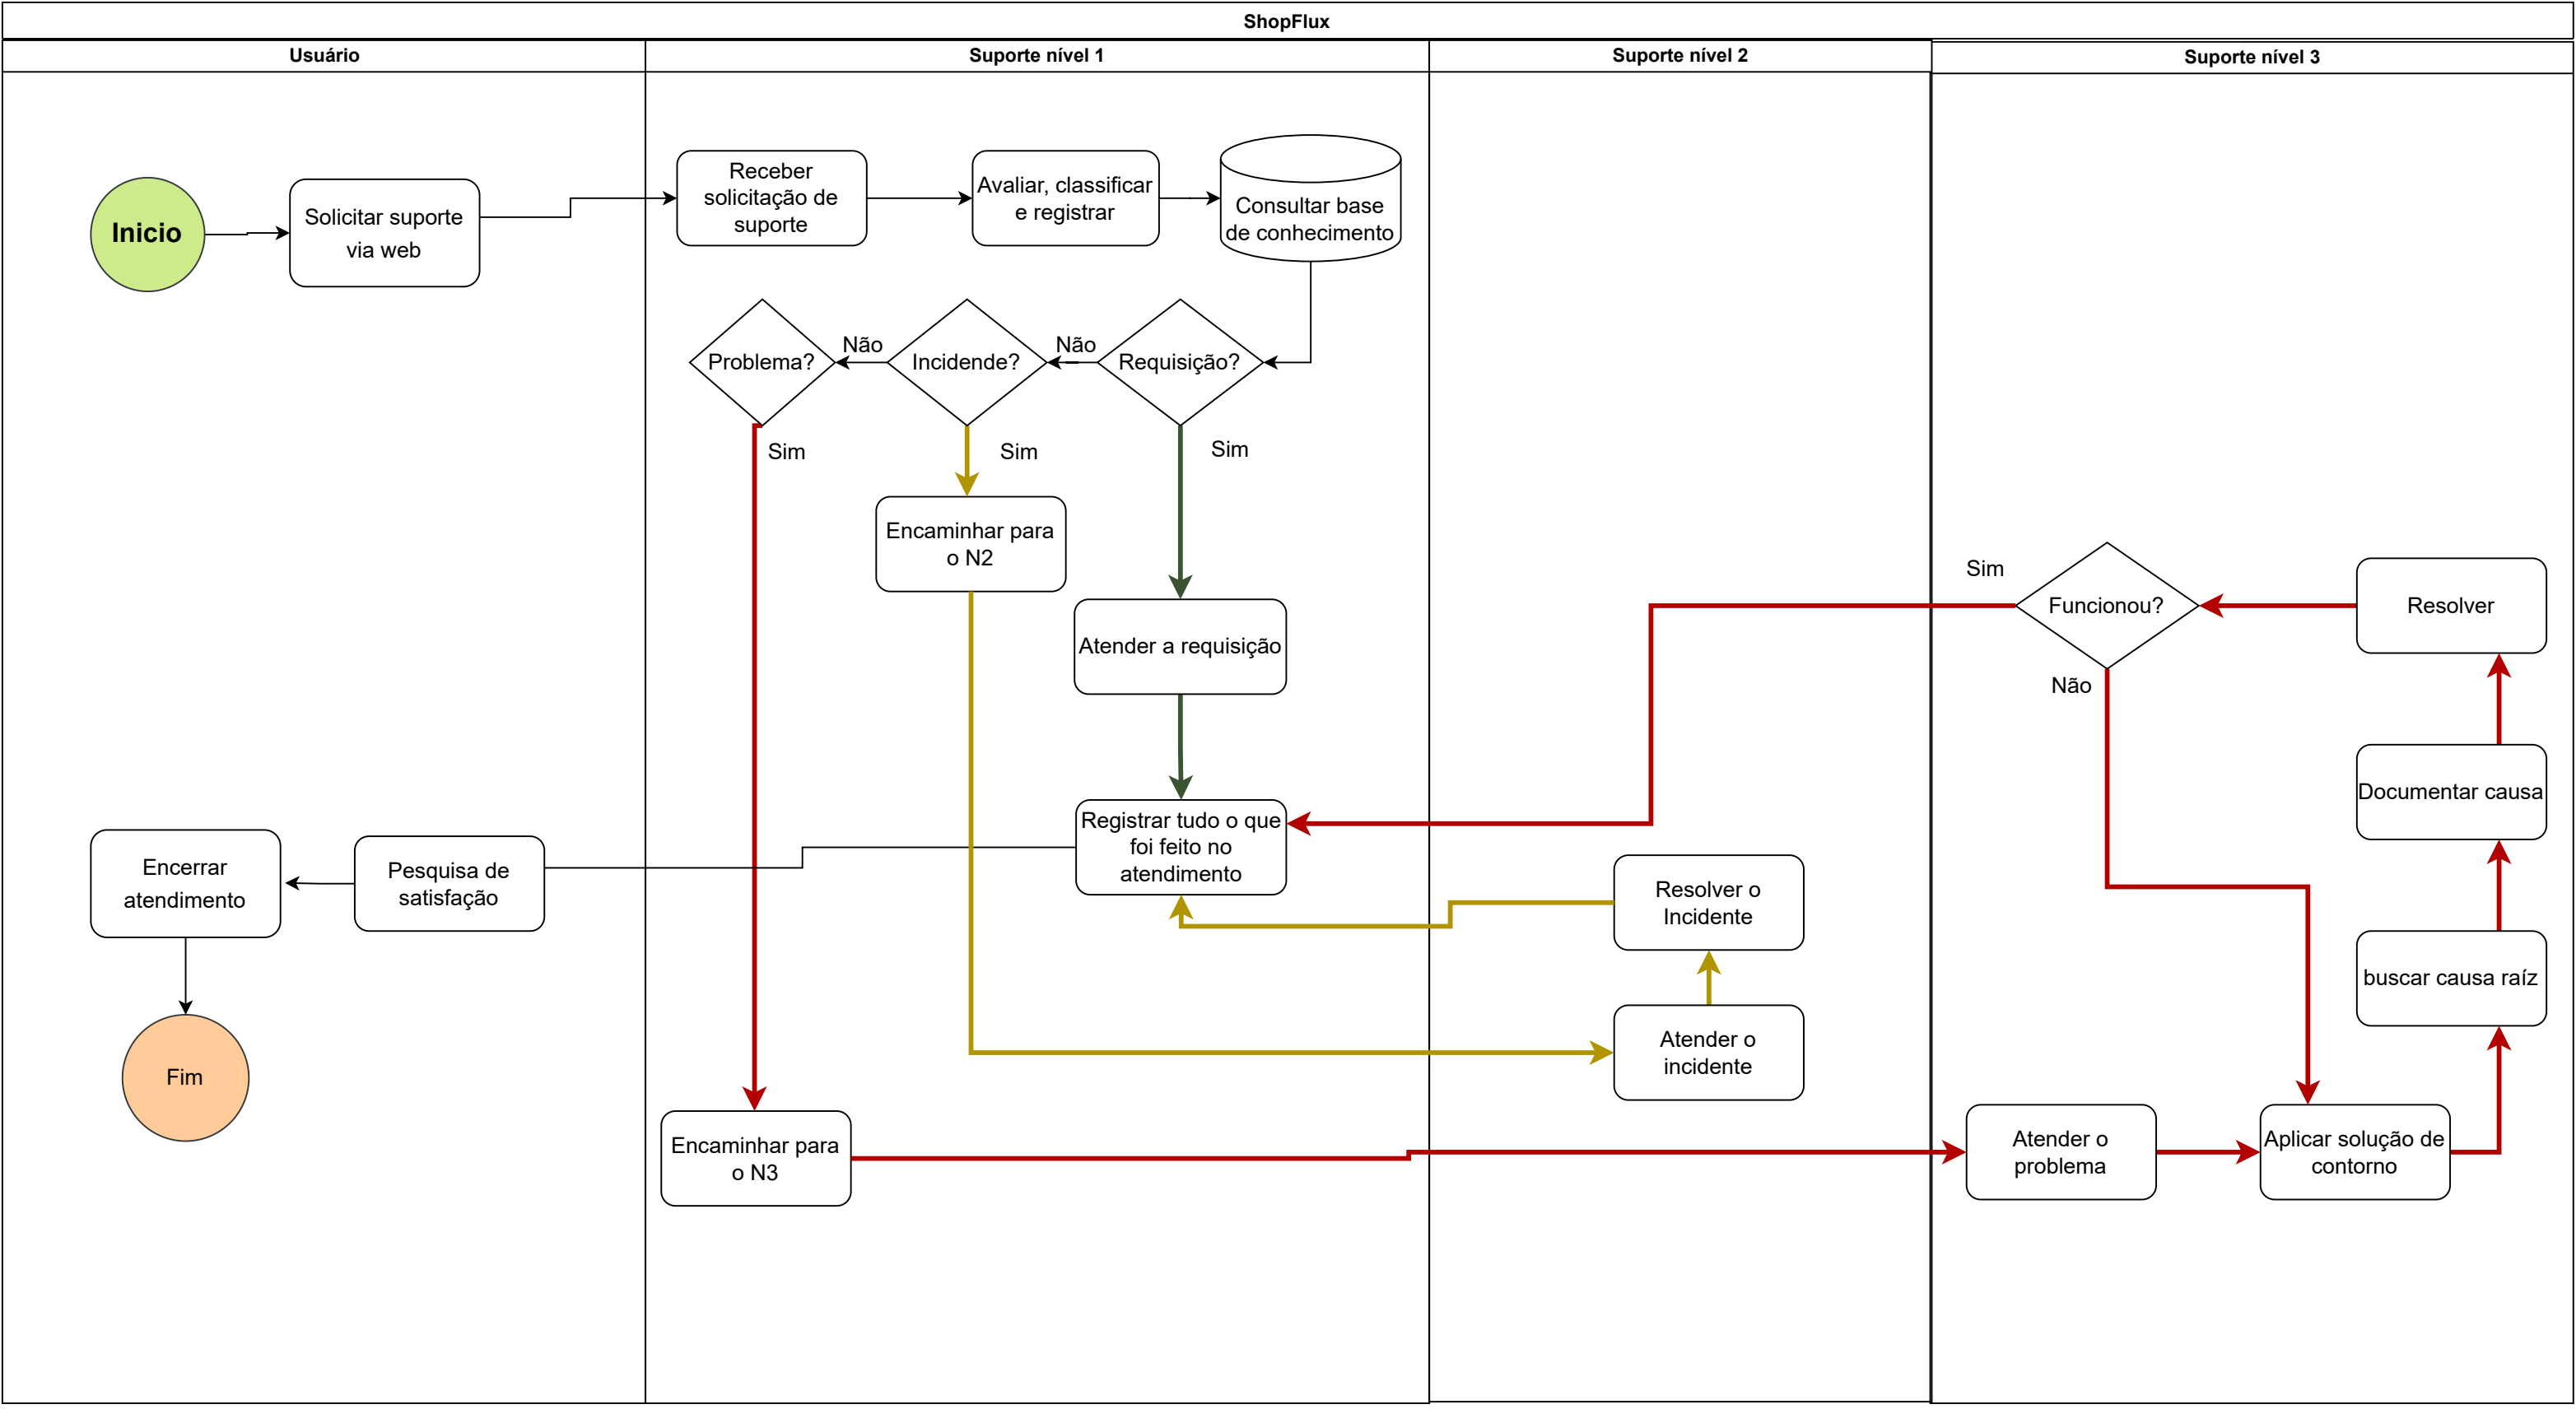 ShopFlux
Usuário
Suporte nível 1
Suporte nível 2
Suporte nível 3
Inicio
Solicitar suporte
via web
Receber
solicitação de
suporte
Avaliar, classificar
e registrar
Consultar base
de conhecimento
Problema?
Não
Incidende?
Não
Requisição?
Sim
Sim
Sim
Encaminhar para
o N2
Atender a requisição
Sim
Funcionou?
Não
Resolver
Documentar causa
buscar causa raíz
Registrar tudo o que
foi feito no
atendimento
Encerrar
atendimento
Pesquisa de
satisfação
Resolver o
Incidente
Atender o
incidente
Fim
Encaminhar para
o N3
Atender o
problema
Aplicar solução de
contorno